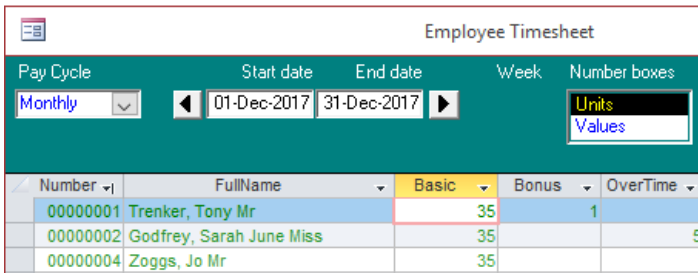 Employee Timesheet
Pay Cycle Start date End date Week Number boxes
Monthly 01-Dec-2017 31-Dec-2017 Units
Values
Number FullName Basic Bonus OverTime
00000001 Trenker, Tony Mr 35 1
00000002 Godfrey, Sarah June Miss 35 5
00000004 Zoggs, Jo Mr 35